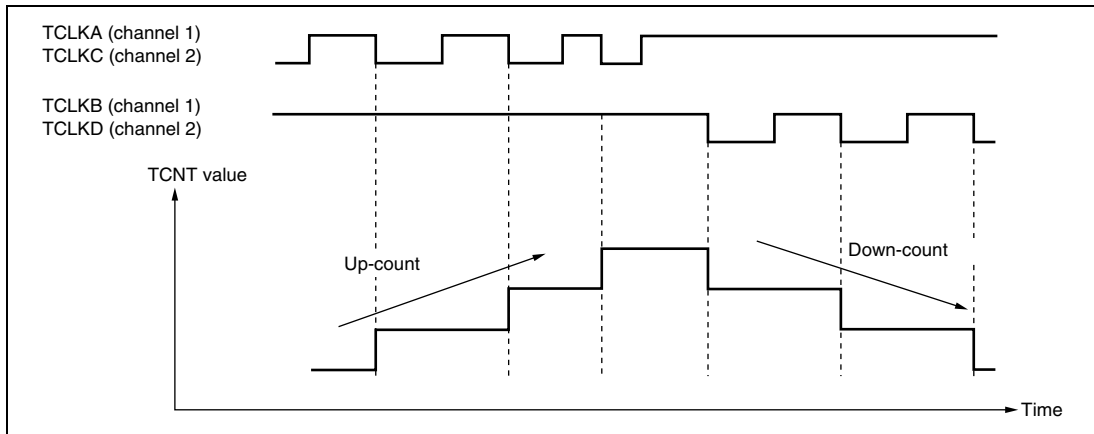 TCLKA (channel 1)
TCLKC (channel 2)
TCLKB (channel 1)
TCLKD (channel 2)
TCNT value
Up-count
Down-count
Time